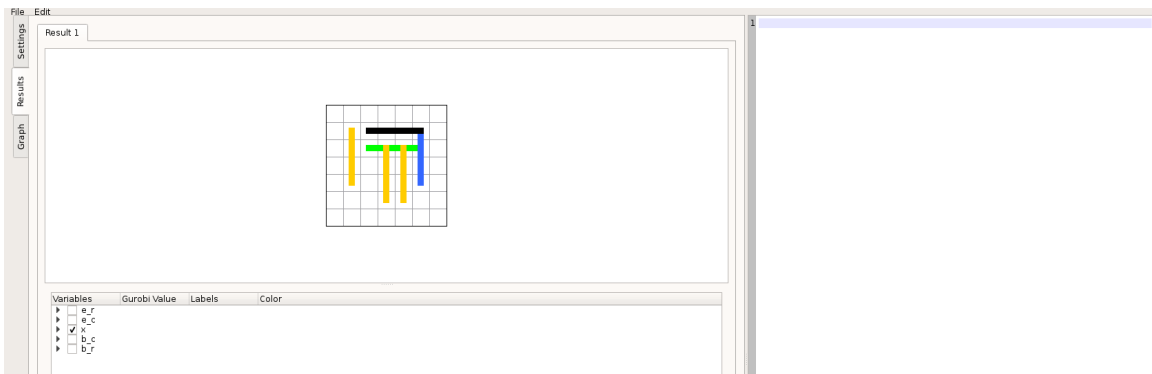 File Edit
Settings
Results
Graph
Result 1
1
Variables Gurobi Value Labels Color
e_r
e_c
x
b_c
b_r